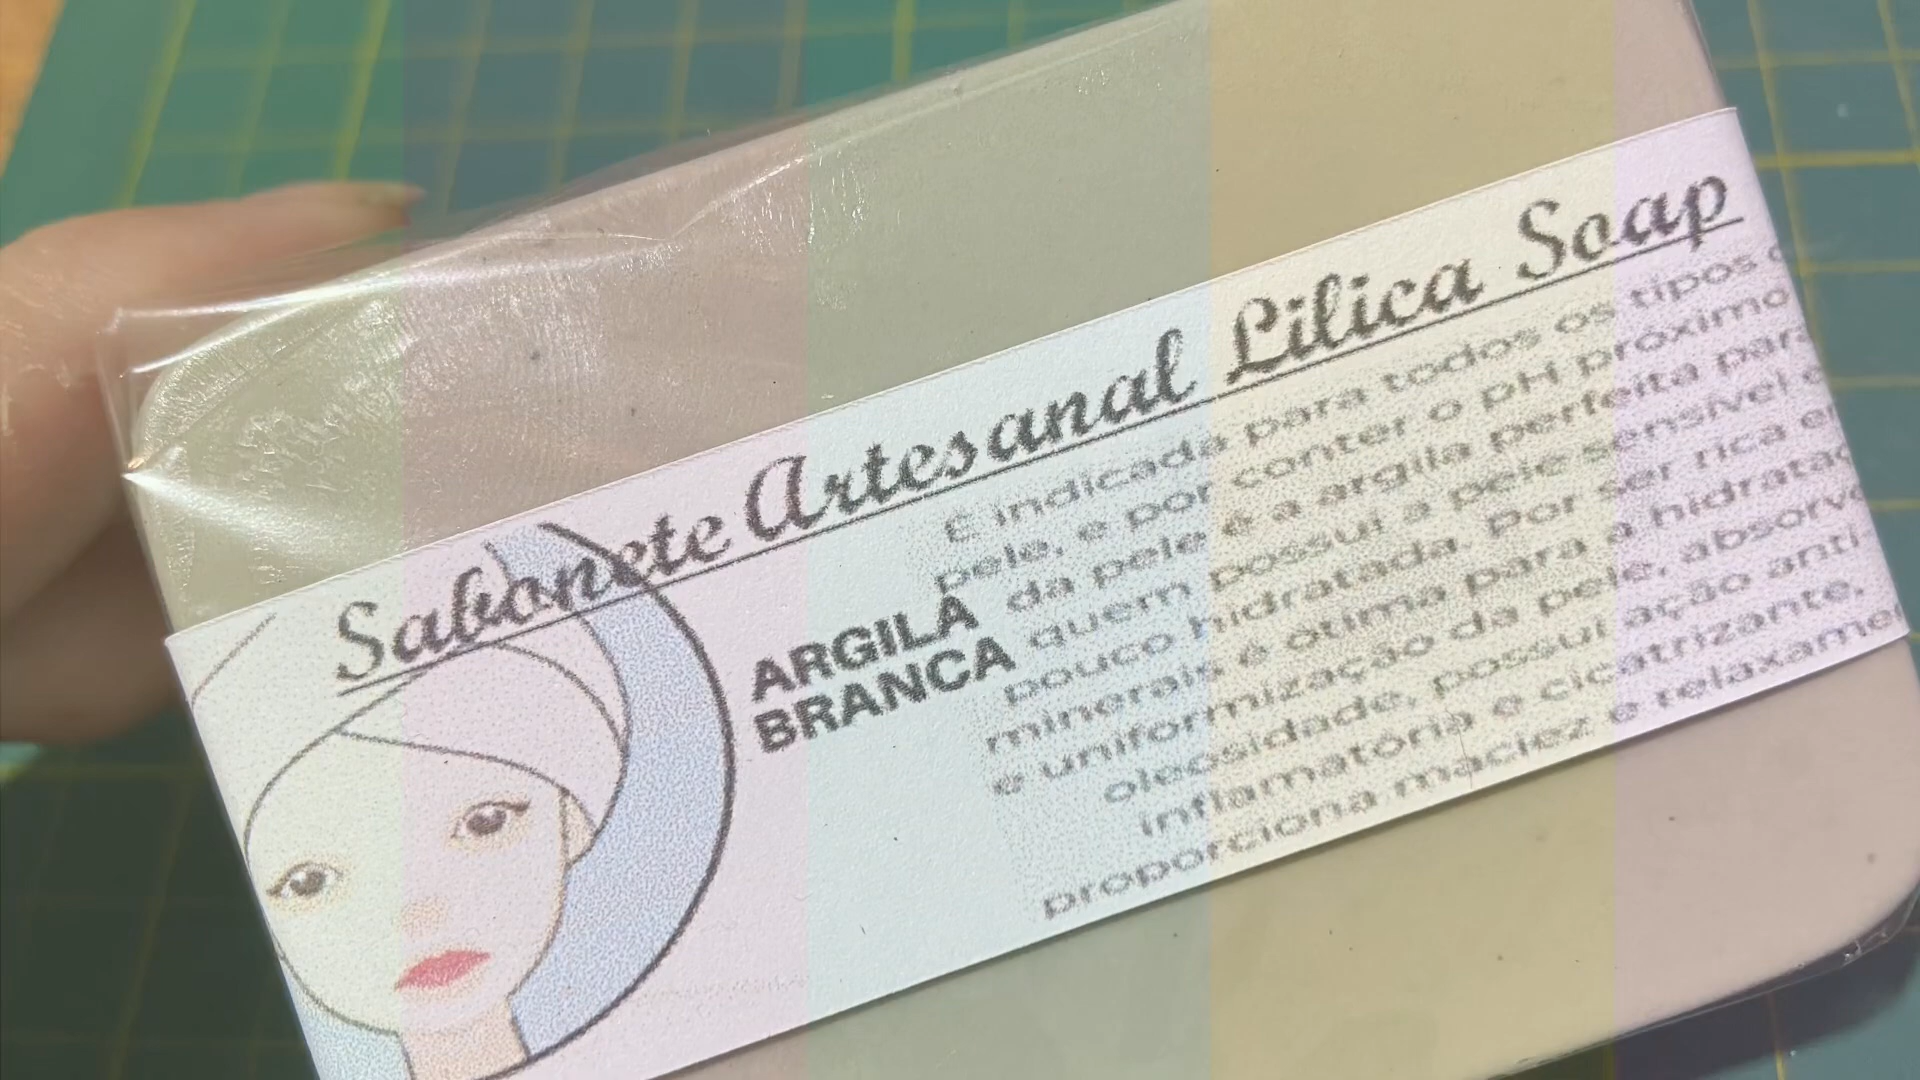 Sabonete Artesanal Lilica Soap
ARGILA
BRANCA
É indicada para todos os tipos
pele, e por conter o pH próximo
da pele é a argila perfeita para
quem possui a pele sensível e
pouco hidratada. Por ser rica em
minerais é ótima para a
e uniformização da pele, absorve
oleosidade, possui ação anti
inflamatória e cicatrizante,
proporciona maciez e